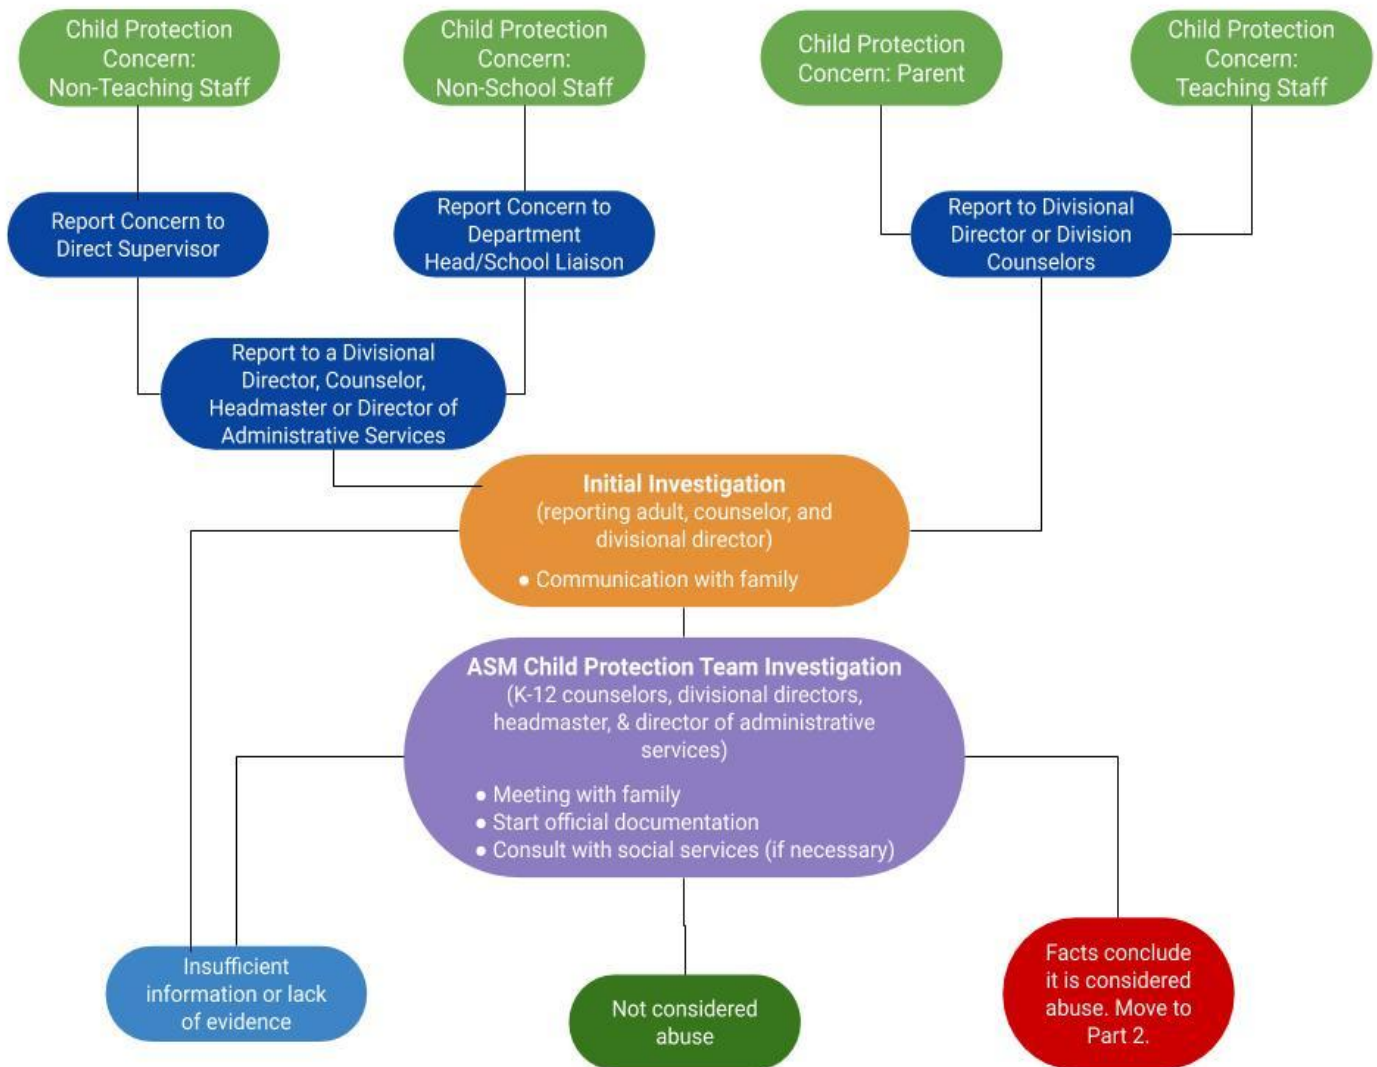 Child Protection
Concern:
Non-Teaching Staff
Child Protection
Concern:
Non-School Staff
Child Protection
Concern: Parent
Child Protection
Concern:
Teaching Staff
Report Concern to
Direct Supervisor
Report Concern to
Department
Head/School Liaison
Report to Divisional
Director or Division
Counselors
Report to a Divisional
Director, Counselor,
Headmaster or Director of
Administrative Services
Initial Investigation
(reporting adult, counselor, and
divisional director)
● Communication with family
ASM Child Protection Team Investigation
(K-12 counselors, divisional directors,
headmaster, & director of administrative
services)
● Meeting with family
● Start official documentation
● Consult with social services (if necessary)
Insufficient
information or lack
of evidence
Not considered
abuse
Facts conclude
it is considered
abuse. Move to
Part 2.